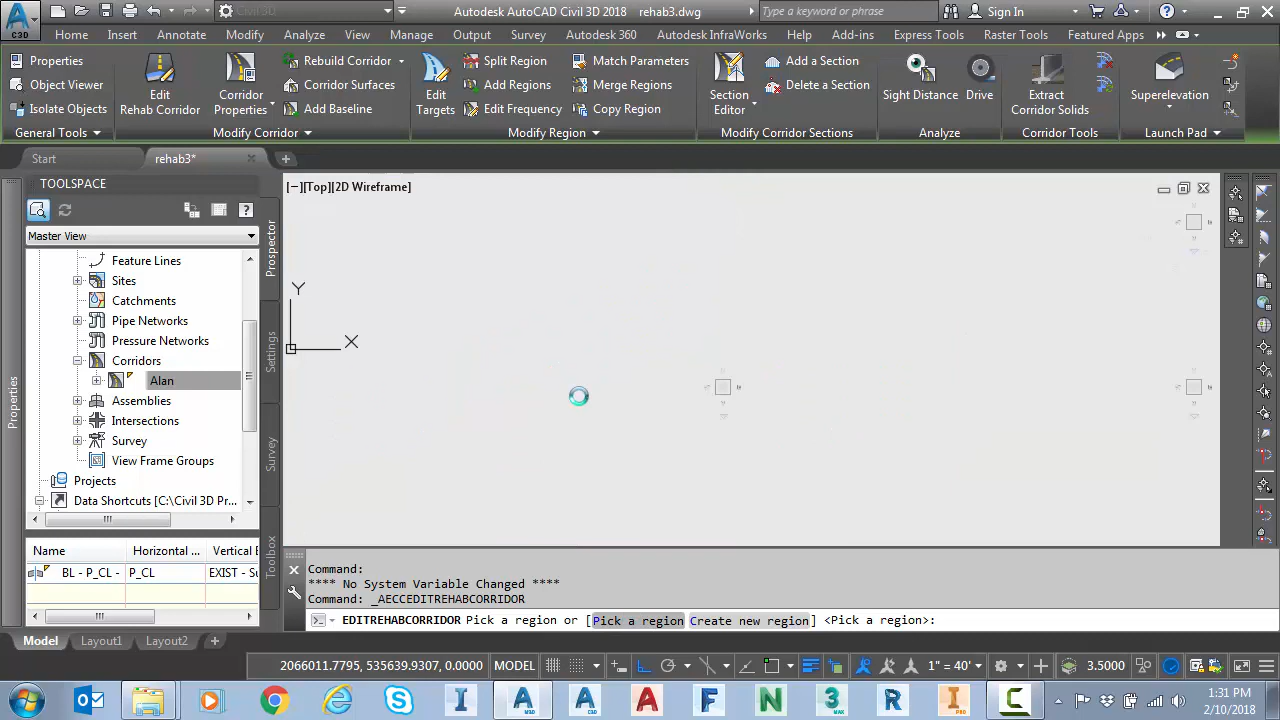 Civil 3D
Autodesk AutoCAD Civil 3D 2018 rehab3.dwg
Type a keyword or phrase
Sign In
C3D
Home Insert Annotate Modify Analyze View Manage Output Survey Autodesk 360 Autodesk InfraWorks Help Add-ins Express Tools Raster Tools Featured Apps
Properties
Object Viewer
Isolate Objects
General Tools
Edit
Rehab Corridor
Corridor
Properties
Rebuild Corridor
Corridor Surfaces
Add Baseline
Modify Corridor
Edit
Targets
Split Region
Add Regions
Edit Frequency
Match Parameters
Merge Regions
Copy Region
Modify Region
Section
Editor
Add a Section
Delete a Section
Modify Corridor Sections
Sight Distance
Drive
Analyze
Extract
Corridor Solids
Corridor Tools
Superelevation
Launch Pad
Start
rehab3*
TOOLSPACE
Master View
Feature Lines
Sites
Catchments
Pipe Networks
Pressure Networks
Corridors
Alan
Assemblies
Intersections
Survey
View Frame Groups
Projects
Data Shortcuts [C:\Civil 3D Pr...
Name Horizontal ... Vertical E
BL - P_CL - P_CL EXIST - Su
Properties
Prospector
Settings
Survey
Toolbox
[−][Top][2D Wireframe]
Y
X
Command:
**** No System Variable Changed ****
Command: _AECCEDITREHABCORRIDOR
EDITREHABCORRIDOR Pick a region or [Pick a region Create new region] <Pick a region>:
Model Layout1 Layout2
2066011.7795, 535639.9307, 0.0000 MODEL
1" = 40'
3.5000
1:31 PM
2/10/2018